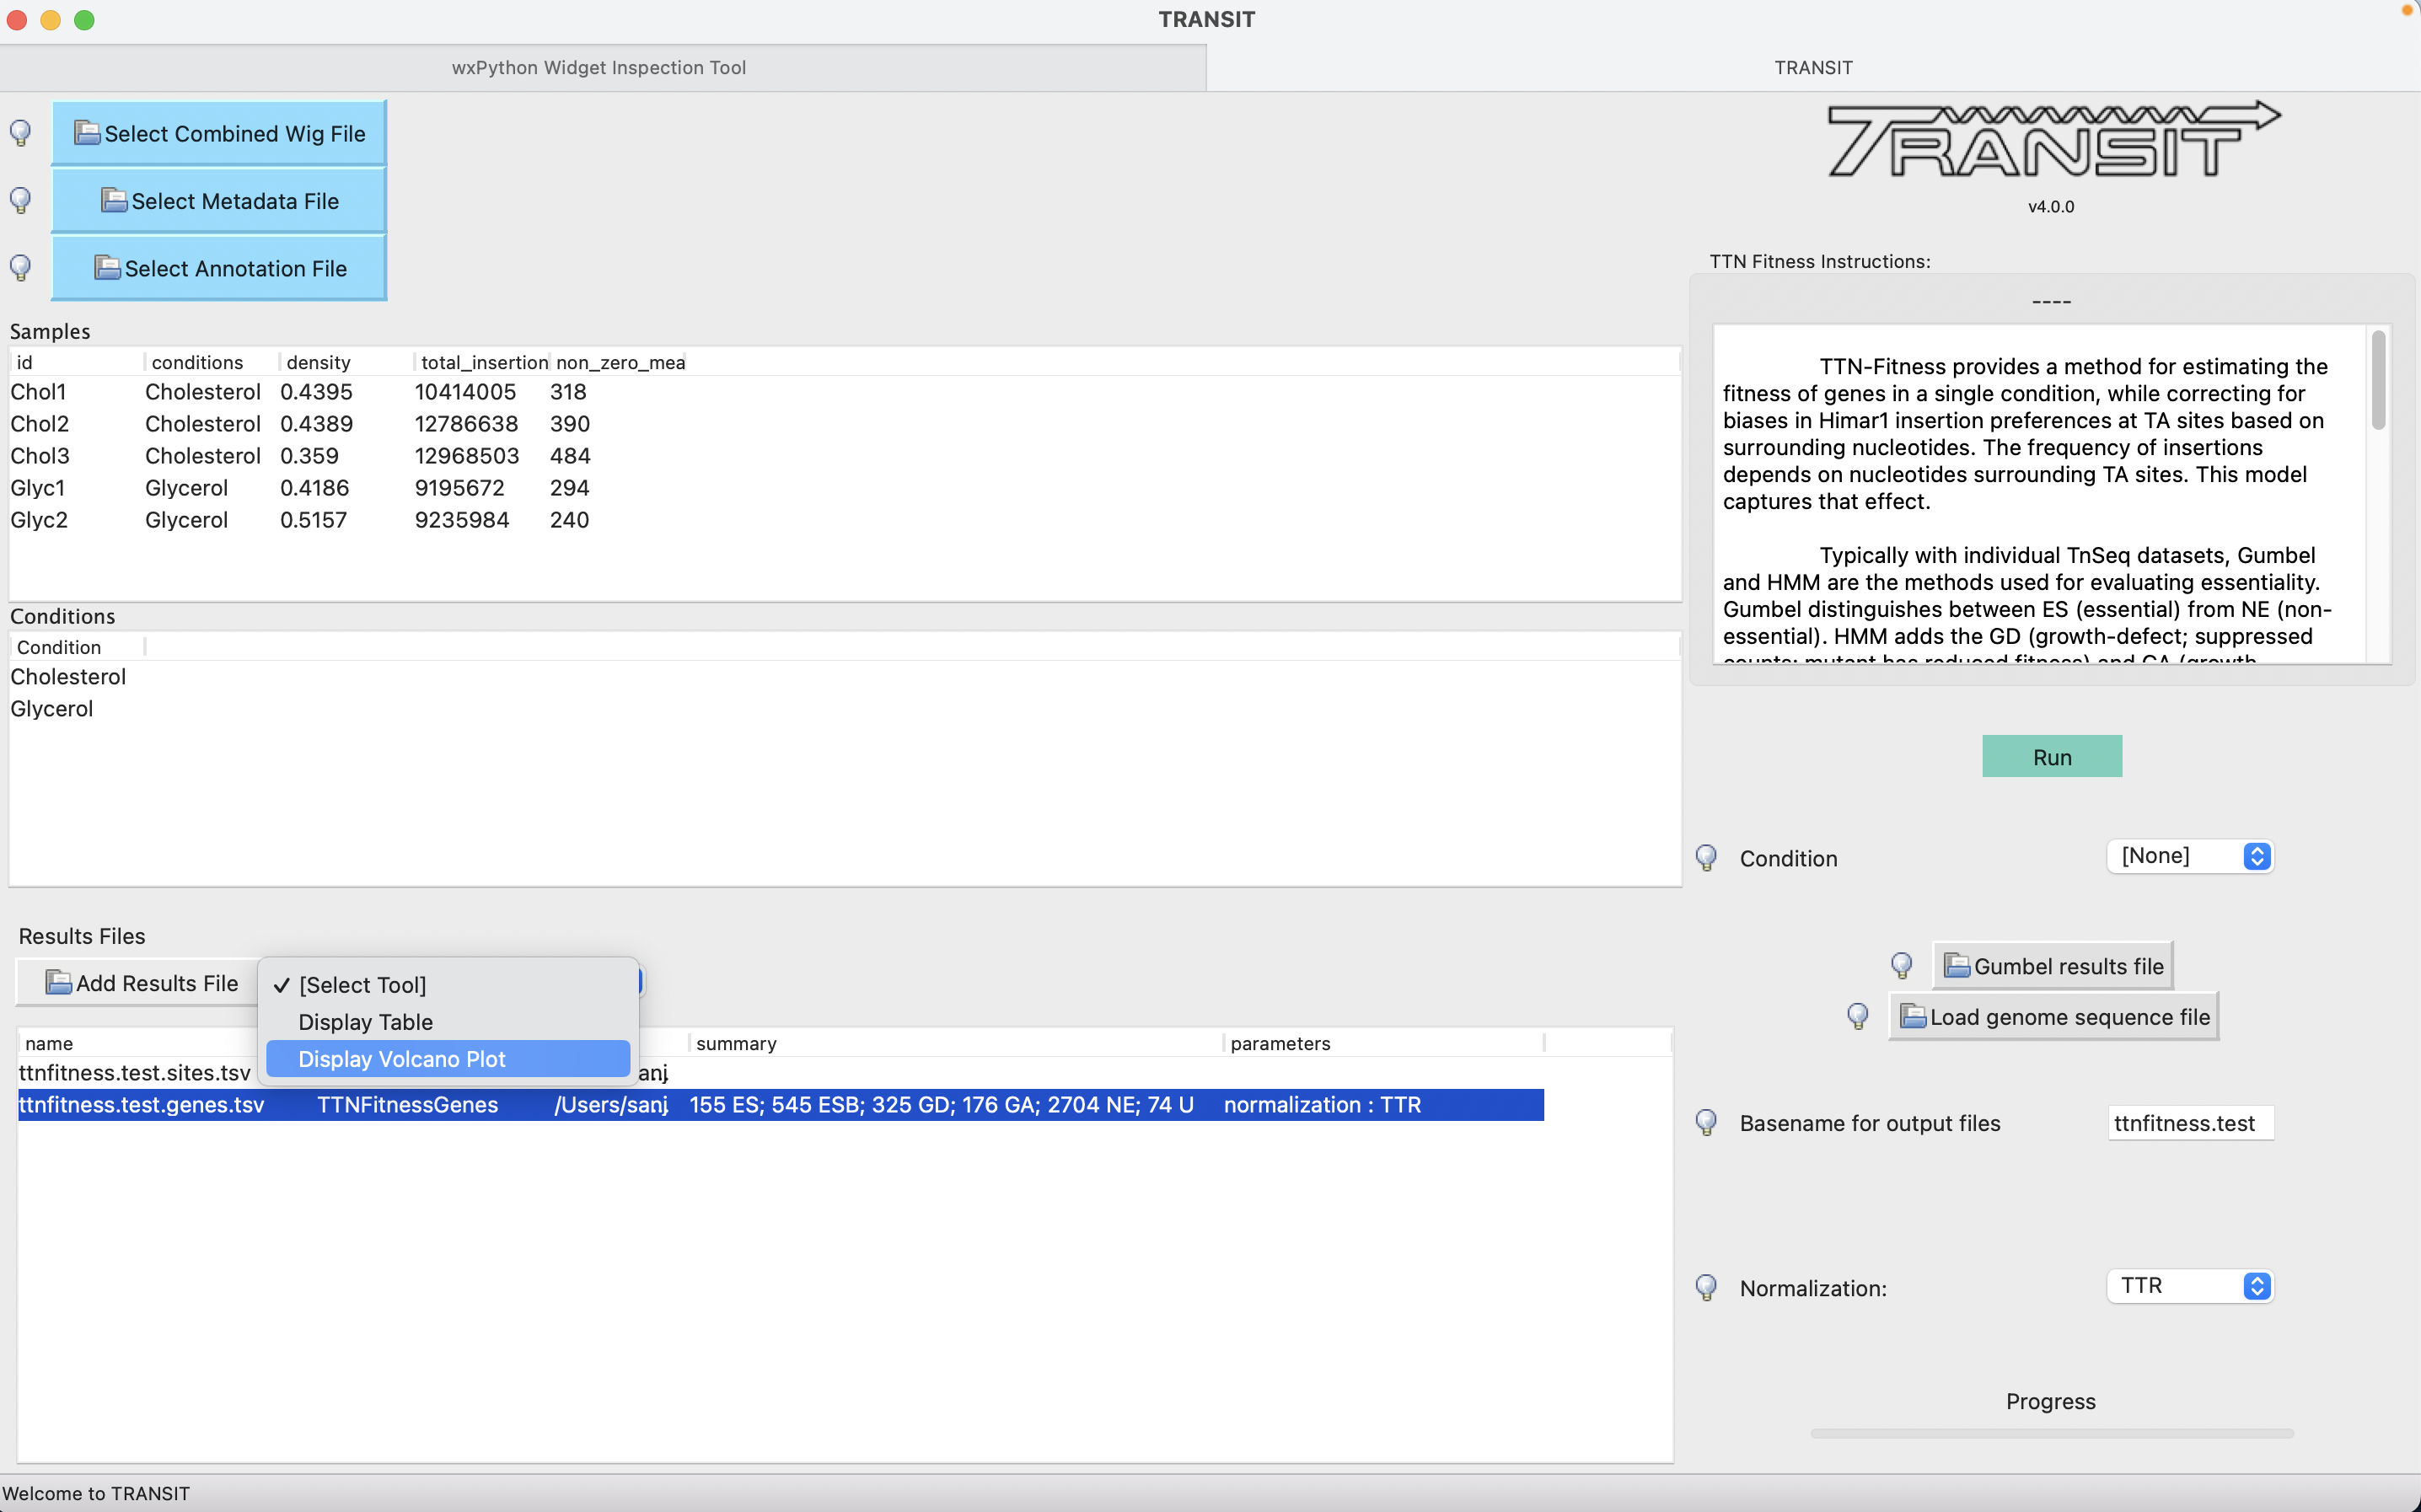 TRANSIT
wxPython Widget Inspection Tool
TRANSIT
Select Combined Wig File
Select Metadata File
Select Annotation File
Samples
id conditions density total_insertion non_zero_mea
Chol1 Cholesterol 0.4395 10414005 318
Chol2 Cholesterol 0.4389 12786638 390
Chol3 Cholesterol 0.359 12968503 484
Glyc1 Glycerol 0.4186 9195672 294
Glyc2 Glycerol 0.5157 9235984 240
Conditions
Condition
Cholesterol
Glycerol
Results Files
Add Results File
✓ [Select Tool]
Display Table
Display Volcano Plot
name summary parameters
ttnfitness.test.sites.tsv
ttnfitness.test.genes.tsv TTNFitnessGenes /Users/sanj 155 ES; 545 ESB; 325 GD; 176 GA; 2704 NE; 74 U normalization : TTR
TRANSIT
v4.0.0
TTN Fitness Instructions:
----
TTN-Fitness provides a method for estimating the
fitness of genes in a single condition, while correcting for
biases in Himar1 insertion preferences at TA sites based on
surrounding nucleotides. The frequency of insertions
depends on nucleotides surrounding TA sites. This model
captures that effect.
Typically with individual TnSeq datasets, Gumbel
and HMM are the methods used for evaluating essentiality.
Gumbel distinguishes between ES (essential) from NE (non-
essential). HMM adds the GD (growth-defect; suppressed
counts; mutant has reduced fitness) and GA (growth
Run
Condition [None]
Gumbel results file
Load genome sequence file
Basename for output files ttnfitness.test
Normalization: TTR
Progress
Welcome to TRANSIT